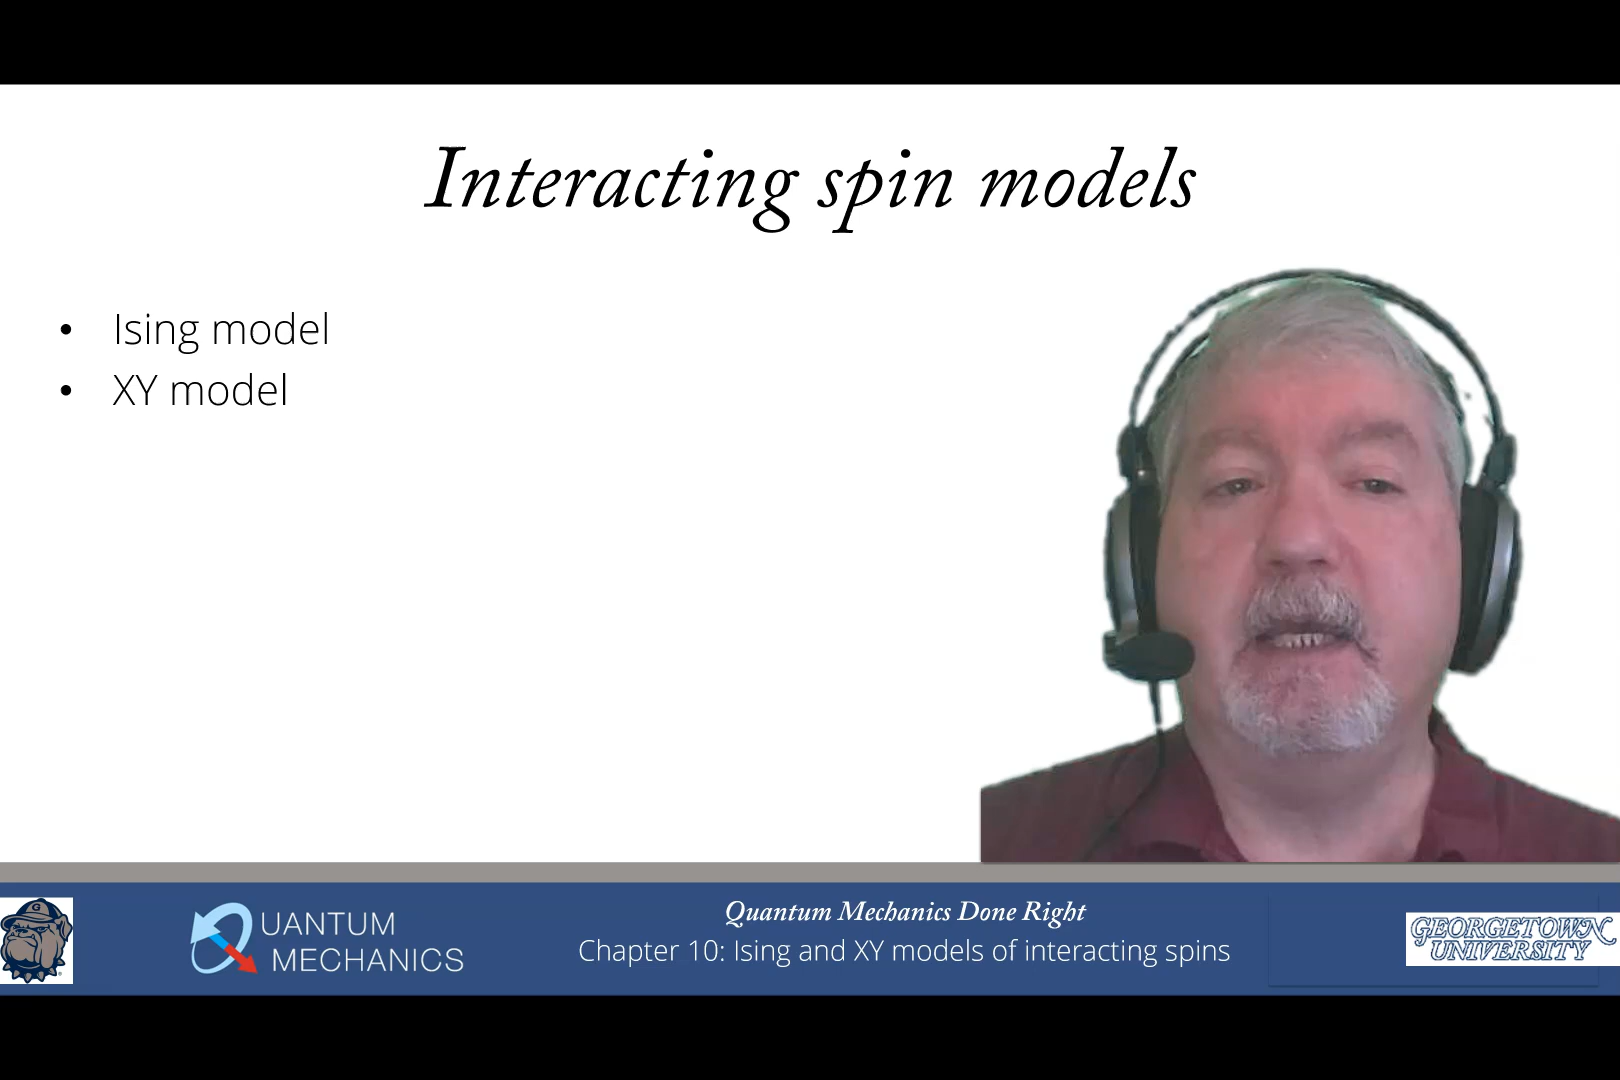 Interacting spin models
• Ising model
• XY model
G
QUANTUM
MECHANICS
Quantum Mechanics Done Right
Chapter 10: Ising and XY models of interacting spins
GEORGETOWN
UNIVERSITY